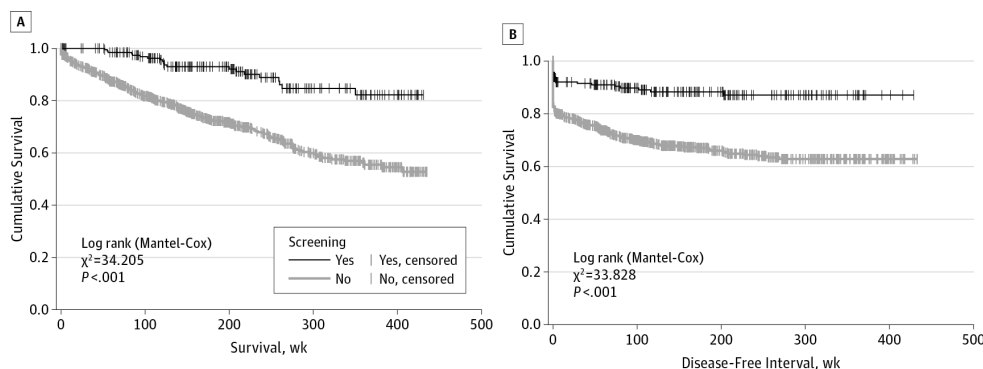 A
1.0
0.8
0.6
0.4
0.2
0.0
Cumulative Survival
Log rank (Mantel-Cox)
χ²=34.205
P<.001
Screening
Yes | Yes, censored
No | No, censored
0 100 200 300 400 500
Survival, wk
B
1.0
0.8
0.6
0.4
0.2
0.0
Cumulative Survival
Log rank (Mantel-Cox)
χ²=33.828
P<.001
0 100 200 300 400 500
Disease-Free Interval, wk